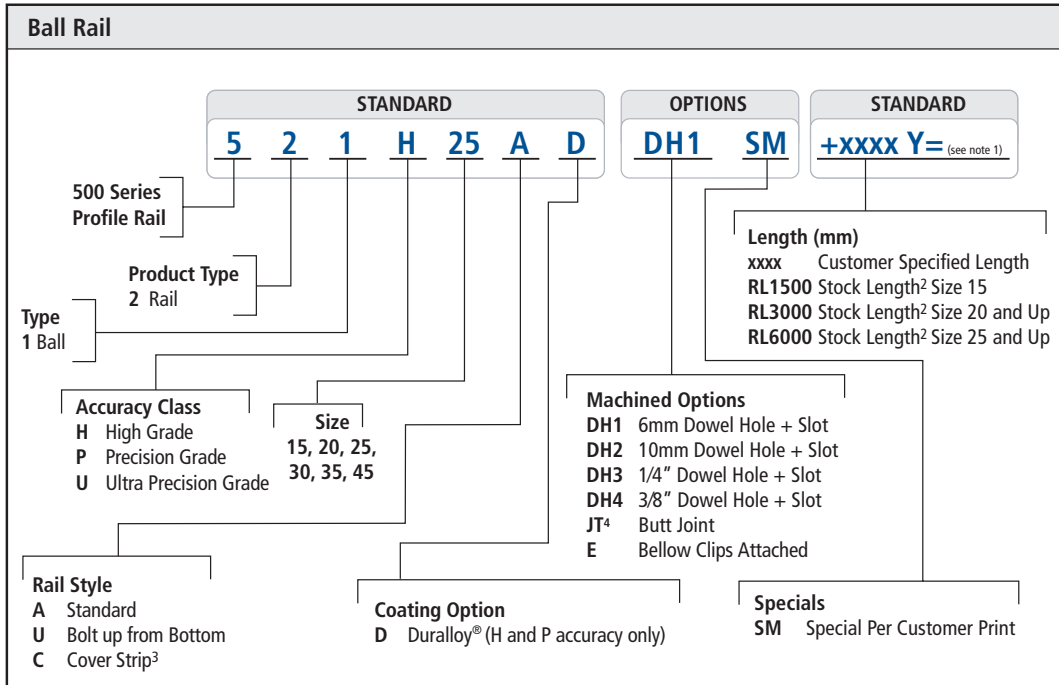 Ball Rail
STANDARD
OPTIONS
STANDARD
5 2 1 H 25 A D
DH1 SM
+xxxx Y= (see note 1)
500 Series
Profile Rail
Product Type
2 Rail
Type
1 Ball
Length (mm)
xxxx Customer Specified Length
RL1500 Stock Length² Size 15
RL3000 Stock Length² Size 20 and Up
RL6000 Stock Length² Size 25 and Up
Accuracy Class
H High Grade
P Precision Grade
U Ultra Precision Grade
Size
15, 20, 25,
30, 35, 45
Machined Options
DH1 6mm Dowel Hole + Slot
DH2 10mm Dowel Hole + Slot
DH3 1/4" Dowel Hole + Slot
DH4 3/8" Dowel Hole + Slot
JT⁴ Butt Joint
E Bellow Clips Attached
Rail Style
A Standard
U Bolt up from Bottom
C Cover Strip³
Coating Option
D Duralloy® (H and P accuracy only)
Specials
SM Special Per Customer Print